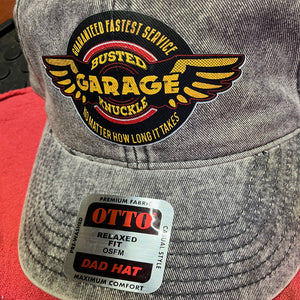 GUARANTEED FASTEST SERVICE
BUSTED
GARAGE
KNUCKLE
NO MATTER HOW LONG IT TAKES
PREMIUM FABRIC
OTTO
RELAXED
FIT
OSFM
DAD HAT
CASUAL STYLE
MAXIMUM COMFORT